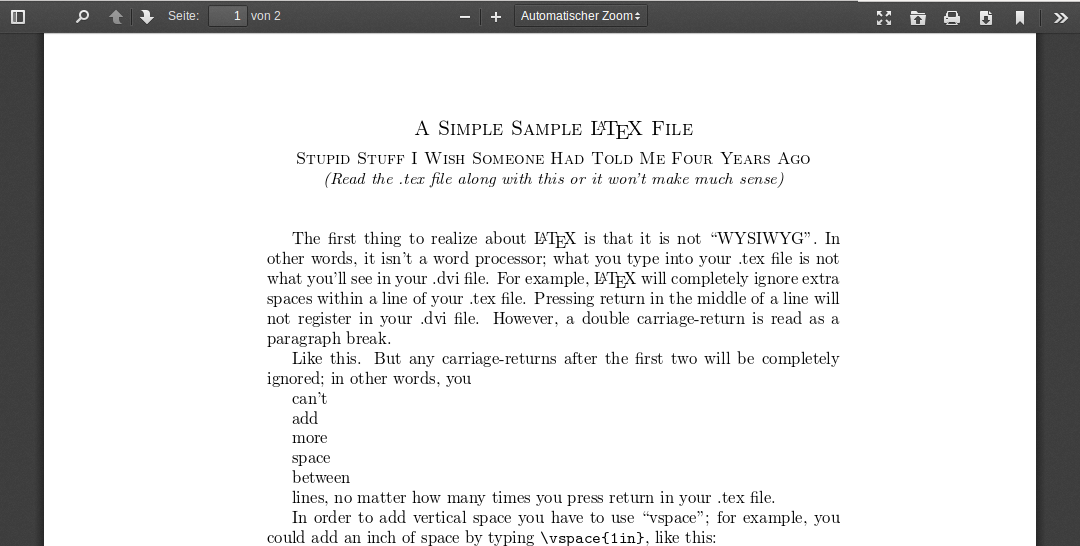 Seite: 1 von 2 Automatischer Zoom
A Simple Sample LATEX File
Stupid Stuff I Wish Someone Had Told Me Four Years Ago
(Read the .tex file along with this or it won't make much sense)
The first thing to realize about LATEX is that it is not “WYSIWYG”. In
other words, it isn't a word processor; what you type into your .tex file is not
what you'll see in your .dvi file. For example, LATEX will completely ignore extra
spaces within a line of your .tex file. Pressing return in the middle of a line will
not register in your .dvi file. However, a double carriage-return is read as a
paragraph break.
Like this. But any carriage-returns after the first two will be completely
ignored; in other words, you
can't
add
more
space
between
lines, no matter how many times you press return in your .tex file.
In order to add vertical space you have to use “vspace”; for example, you
could add an inch of space by typing \vspace{1in}, like this: